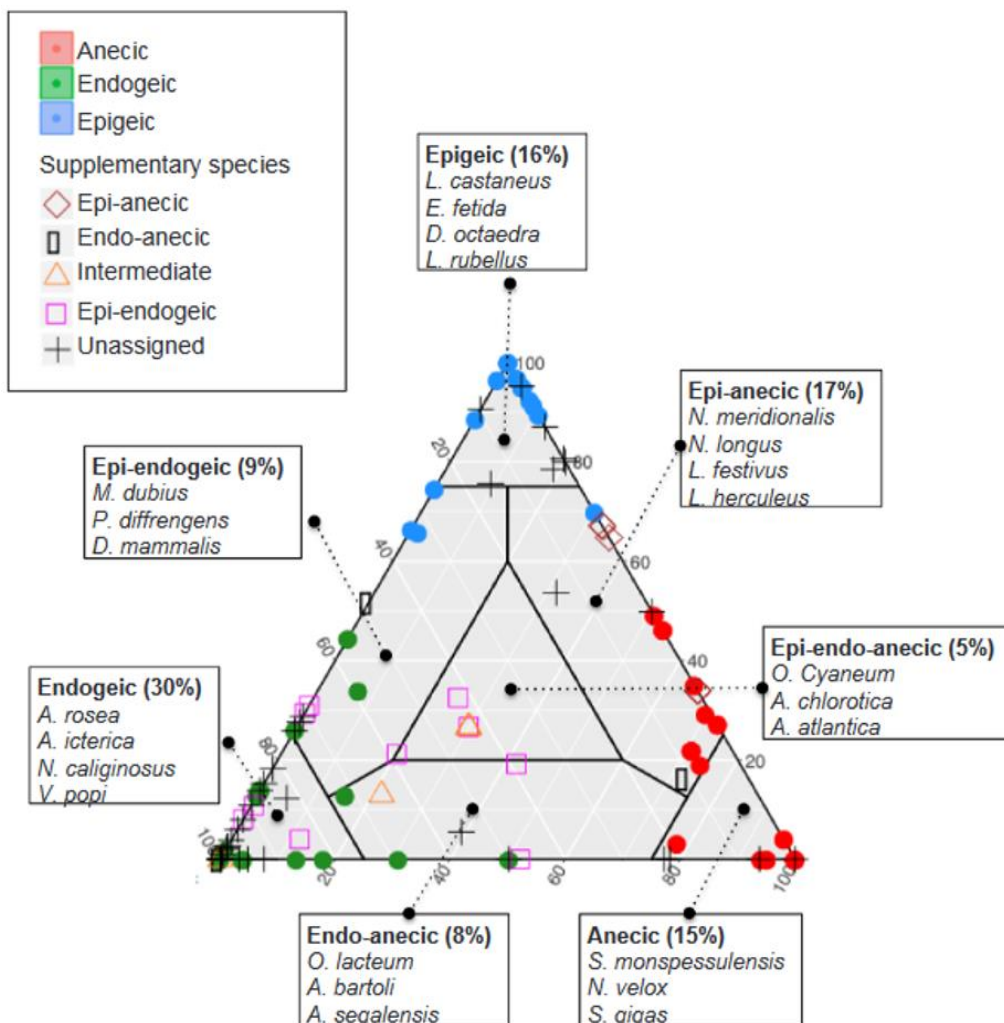 Anecic
Endogeic
Epigeic
Supplementary species
Epi-anecic
Endo-anecic
Intermediate
Epi-endogeic
Unassigned
Epigeic (16%)
L. castaneus
E. fetida
D. octaedra
L. rubellus
Epi-anecic (17%)
N. meridionalis
N. longus
L. festivus
L. herculeus
Epi-endogeic (9%)
M. dubius
P. diffrengens
D. mammalis
Epi-endo-anecic (5%)
O. Cyaneum
A. chlorotica
A. atlantica
Endogeic (30%)
A. rosea
A. icterica
N. caliginosus
V. popi
Endo-anecic (8%)
O. lacteum
A. bartoli
A. segalensis
Anecic (15%)
S. monspessulensis
N. velox
S. gigas
100
80
60
40
20
20
40
60
80
100
20
40
60
80
100